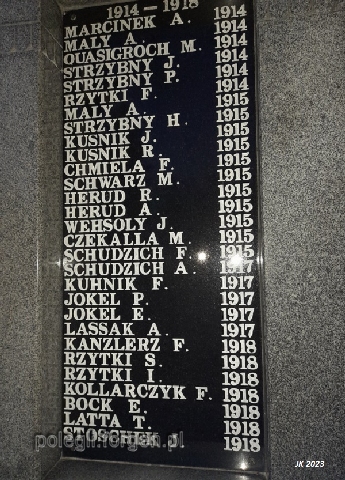 1914 — 1918
MARCINEK A. 1914
MALY A. 1914
QUASIGROCH M. 1914
STRZYBNY J. 1914
STRZYBNY P. 1914
RZYTKI F. 1914
MALY A. 1915
STRZYBNY H. 1915
KUSNIK J. 1915
KUSNIK R. 1915
CHMIELA F. 1915
SCHWARZ M. 1915
HERUD R. 1915
HERUD A. 1915
WEHSOLY J. 1915
CZEKALLA M. 1915
SCHUDZICH F. 1915
SCHUDZICH A. 1917
KUHNIK F. 1917
JOKEL P. 1917
JOKEL E. 1917
LASSAK A. 1917
KANZLERZ F. 1918
RZYTKI S. 1918
RZYTKI I. 1918
KOLLARCZYK F. 1918
BOCK E. 1918
LATTA T. 1918
STOSCHEK 1918
JK 2023